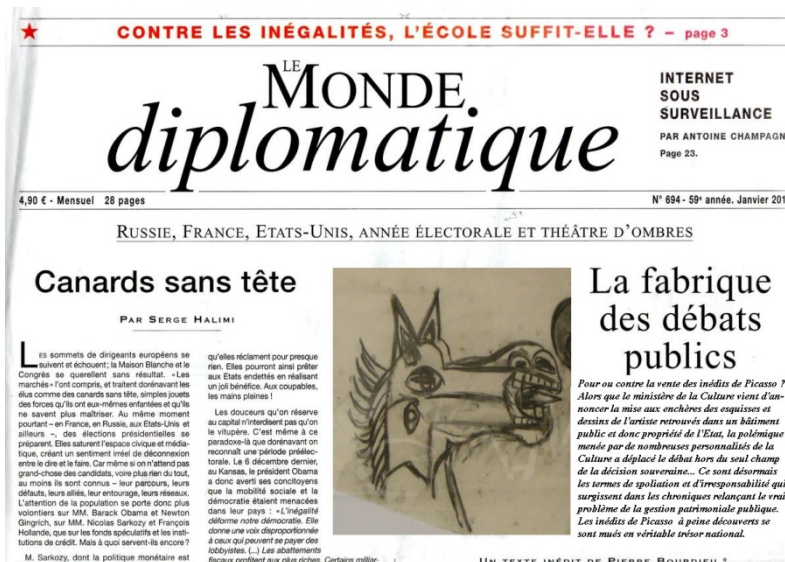 ★ CONTRE LES INÉGALITÉS, L'ÉCOLE SUFFIT-ELLE ? – page 3
LE MONDE
diplomatique
INTERNET
SOUS
SURVEILLANCE
PAR ANTOINE CHAMPAGN
Page 23.
4,90 € - Mensuel 28 pages
N° 694 - 59e année. Janvier 201
RUSSIE, FRANCE, ETATS-UNIS, ANNÉE ÉLECTORALE ET THÉÂTRE D'OMBRES
Canards sans tête
PAR SERGE HALIMI
LES sommets de dirigeants européens se
suivent et échouent ; la Maison Blanche et le
Congrès se querellent sans résultat. «Les
marchés» l'ont compris, et traitent dorénavant les
élus comme des canards sans tête, simples jouets
des forces qu'ils ont eux-mêmes enfantées et qu'ils
ne savent plus maîtriser. Au même moment
pourtant – en France, en Russie, aux Etats-Unis et
ailleurs –, des élections présidentielles se
préparent. Elles saturent l'espace civique et média-
tique, créant un sentiment irréel de déconnexion
entre le dire et le faire. Car même si on n'attend pas
grand-chose des candidats, voire plus rien du tout,
au moins ils sont connus – leur parcours, leurs
défauts, leurs alliés, leur entourage, leurs réseaux.
L'attention de la population se porte donc plus
volontiers sur MM. Barack Obama et Newton
Gingrich, sur MM. Nicolas Sarkozy et François
Hollande, que sur les fonds spéculatifs et les insti-
tutions de crédit. Mais à quoi servent-ils encore ?
M. Sarkozy, dont la politique monétaire est
qu'elles réclament pour presque
rien. Elles pourront ainsi prêter
aux Etats endettés en réalisant
un joli bénéfice. Aux coupables,
les mains pleines !
Les douceurs qu'on réserve
au capital n'interdisent pas qu'on
le vitupère. C'est même à ce
paradoxe-là que dorénavant on
reconnaît une période préélec-
torale. Le 6 décembre dernier,
au Kansas, le président Obama
a donc averti ses concitoyens
que la mobilité sociale et la
démocratie étaient menacées
dans leur pays : «L'inégalité
déforme notre démocratie. Elle
donne une voix disproportionnée
à ceux qui peuvent se payer des
lobbyistes. (...) Les abattements
fiscaux profitent aux plus riches. Certains milliar-
La fabrique
des débats
publics
Pour ou contre la vente des inédits de Picasso ?
Alors que le ministère de la Culture vient d'an-
noncer la mise aux enchères des esquisses et
dessins de l'artiste retrouvés dans un bâtiment
public et donc propriété de l'Etat, la polémique
menée par de nombreuses personnalités de la
Culture a déplacé le débat hors du seul champ
de la décision souveraine... Ce sont désormais
les termes de spoliation et d'irresponsabilité qui
surgissent dans les chroniques relançant le vrai
problème de la gestion patrimoniale publique.
Les inédits de Picasso à peine découverts se
sont mués en véritable trésor national.
UN TEXTE INÉDIT DE PIERRE BOURDIEU *